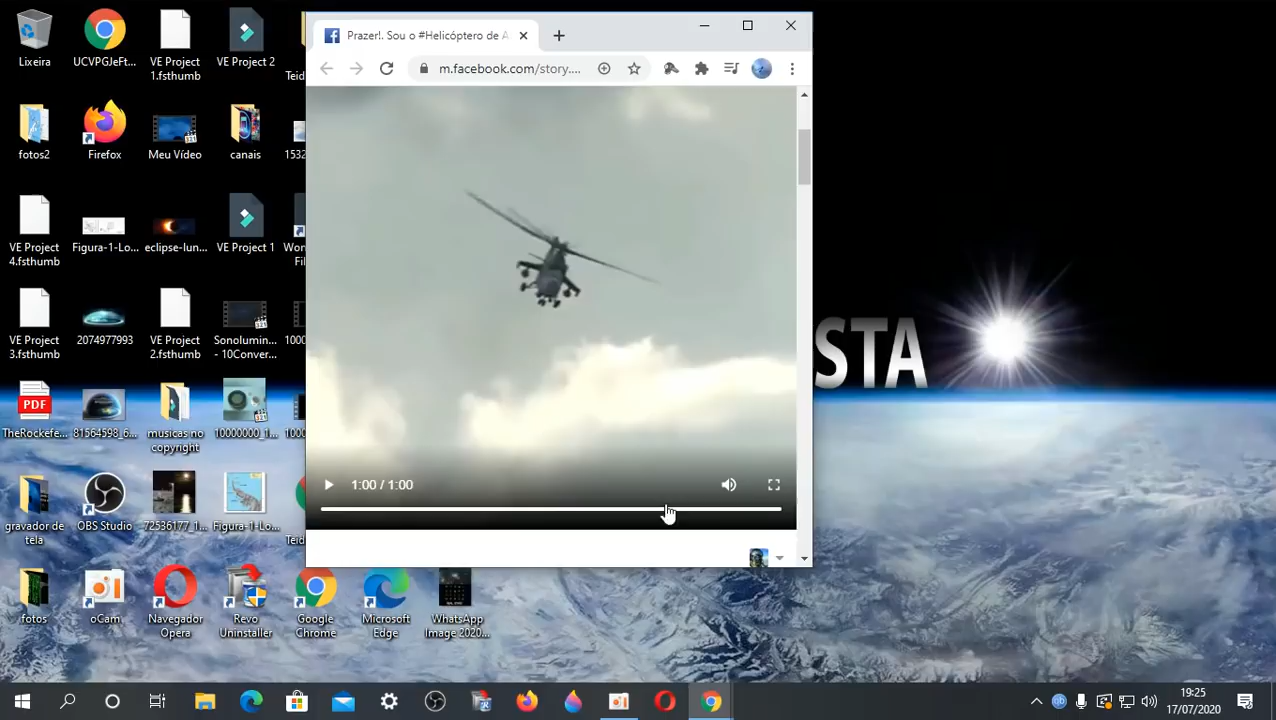 Lixeira
UCVPGJeFt...
VE Project 1.fsthumb
VE Project 2
Teid
Prazer!. Sou o #Helicóptero de A
m.facebook.com/story....
fotos2
Firefox
Meu Vídeo
canais
1532
VE Project 4.fsthumb
Figura-1-Lo...
eclipse-lun...
VE Project 1
Won
Fil
VE Project 3.fsthumb
2074977993
VE Project 2.fsthumb
Sonolumin... - 10Conver...
1000
STA
PDF
TheRockefe...
81564598_6...
musicas no copyright
10000000_1...
1000
1:00 / 1:00
gravador de tela
OBS Studio
72536177_1...
Figura-1-Lo...
Teid
fotos
oCam
Navegador Opera
Revo Uninstaller
Google Chrome
Microsoft Edge
WhatsApp Image 2020...
19:25
17/07/2020